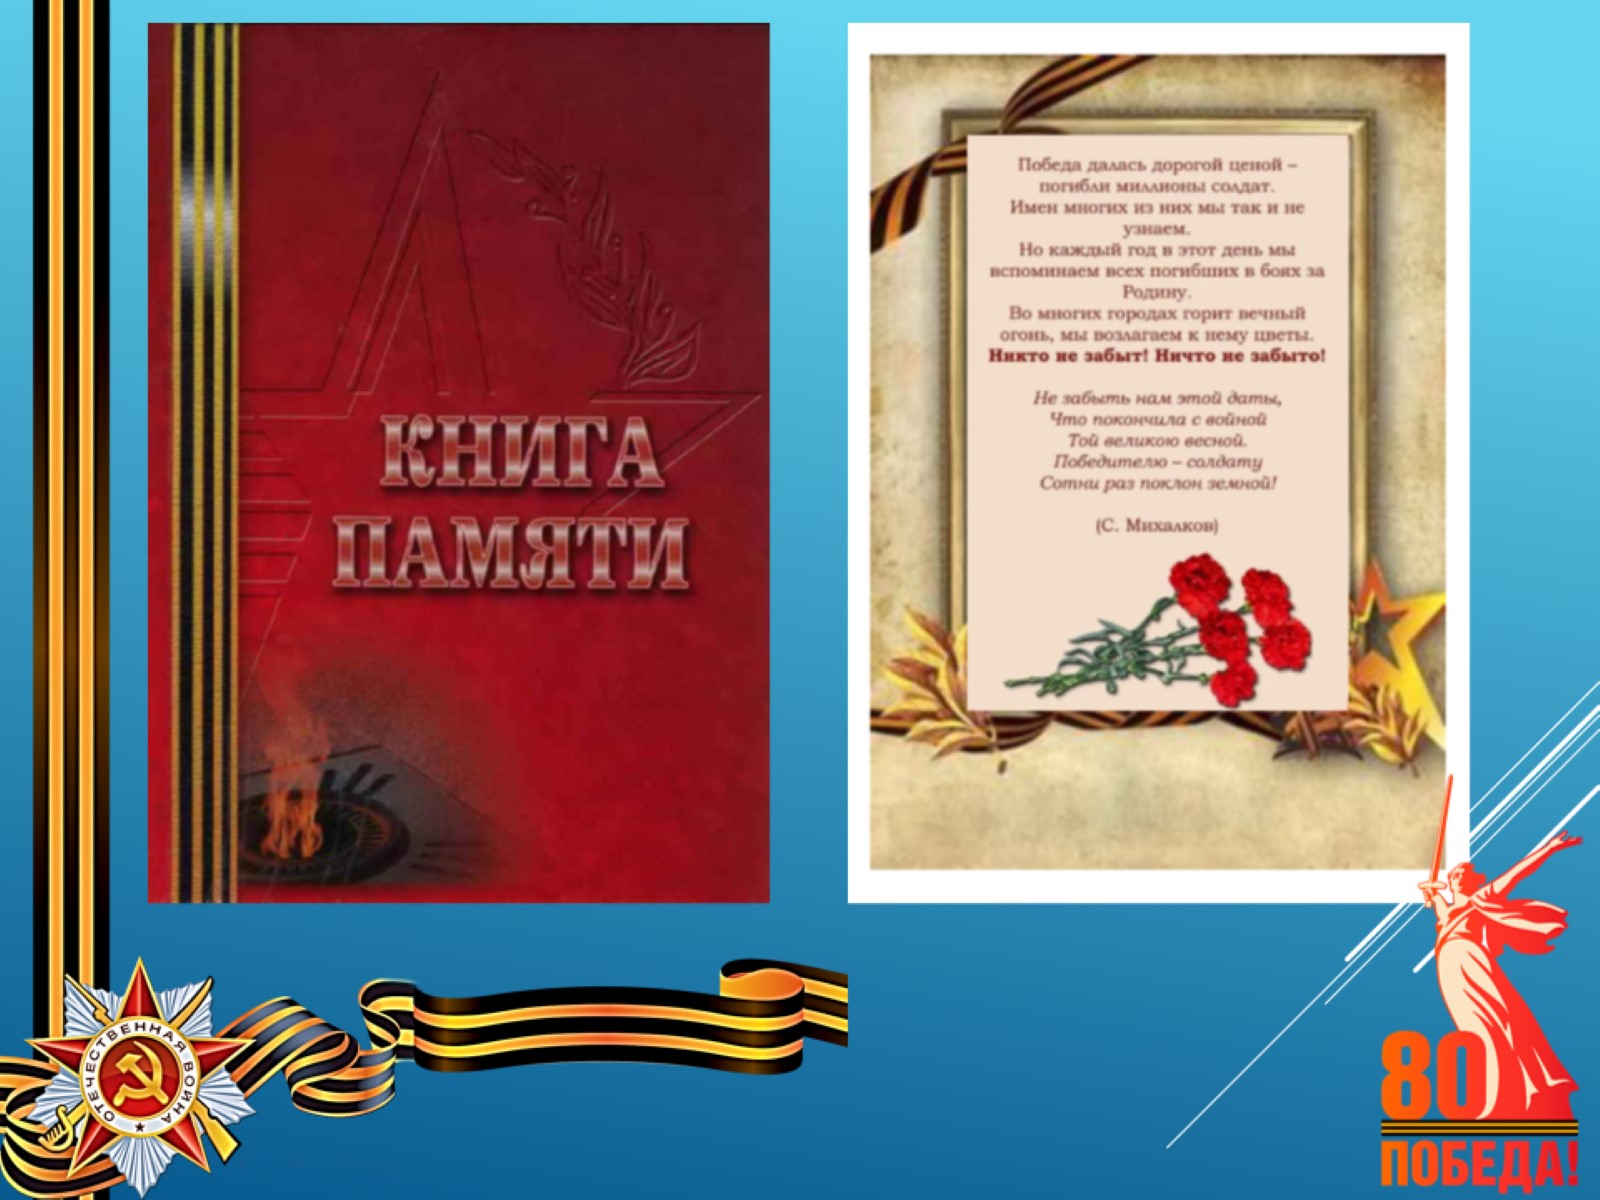 КНИГА
ПАМЯТИ
Победа далась дорогой ценой –
погибли миллионы солдат.
Имен многих из них мы так и не
узнаем.
Но каждый год в этот день мы
вспоминаем всех погибших в боях за
Родину.
Во многих городах горит вечный
огонь, мы возлагаем к нему цветы.
Никто не забыт! Ничто не забыто!
Не забыть нам этой даты,
Что покончила с войной
Той великою весной.
Победителю – солдату
Сотни раз поклон земной!
(С. Михалков)
ОТЕЧЕСТВЕННАЯ ВОЙНА
80
ПОБЕДА!